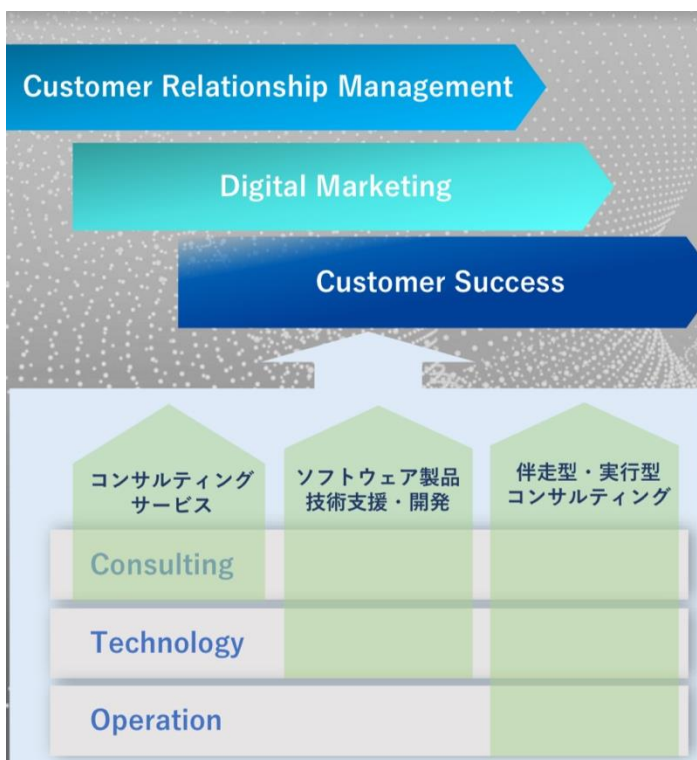 Customer Relationship Management
Digital Marketing
Customer Success
コンサルティング
サービス
ソフトウェア製品
技術支援・開発
伴走型・実行型
コンサルティング
Consulting
Technology
Operation